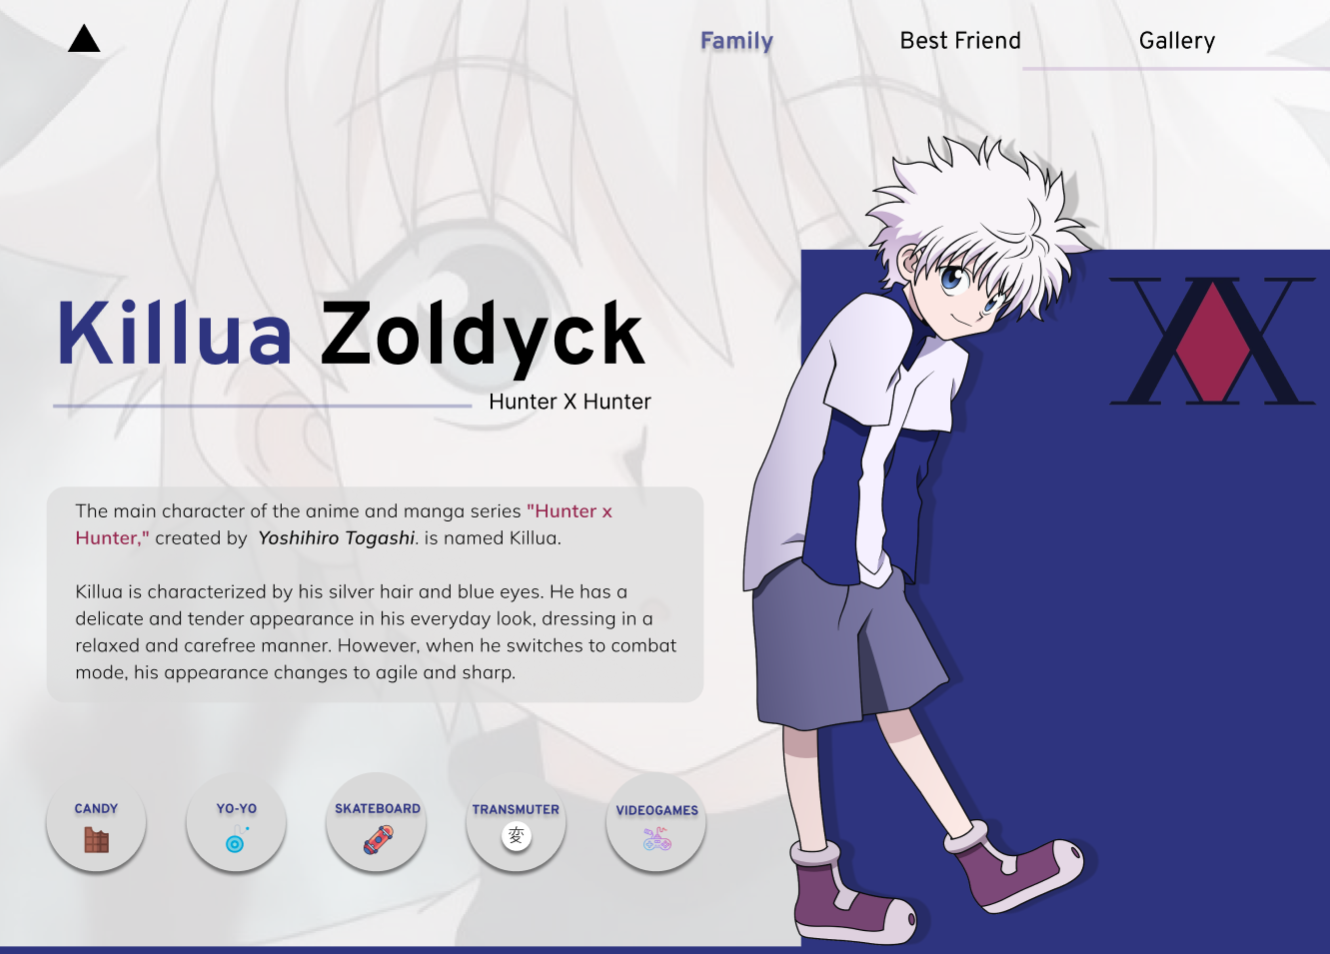 Family
Best Friend
Gallery
Killua Zoldyck
Hunter X Hunter
The main character of the anime and manga series "Hunter x
Hunter," created by Yoshihiro Togashi. is named Killua.
Killua is characterized by his silver hair and blue eyes. He has a
delicate and tender appearance in his everyday look, dressing in a
relaxed and carefree manner. However, when he switches to combat
mode, his appearance changes to agile and sharp.
CANDY
YO-YO
SKATEBOARD
TRANSMUTER
変
VIDEOGAMES